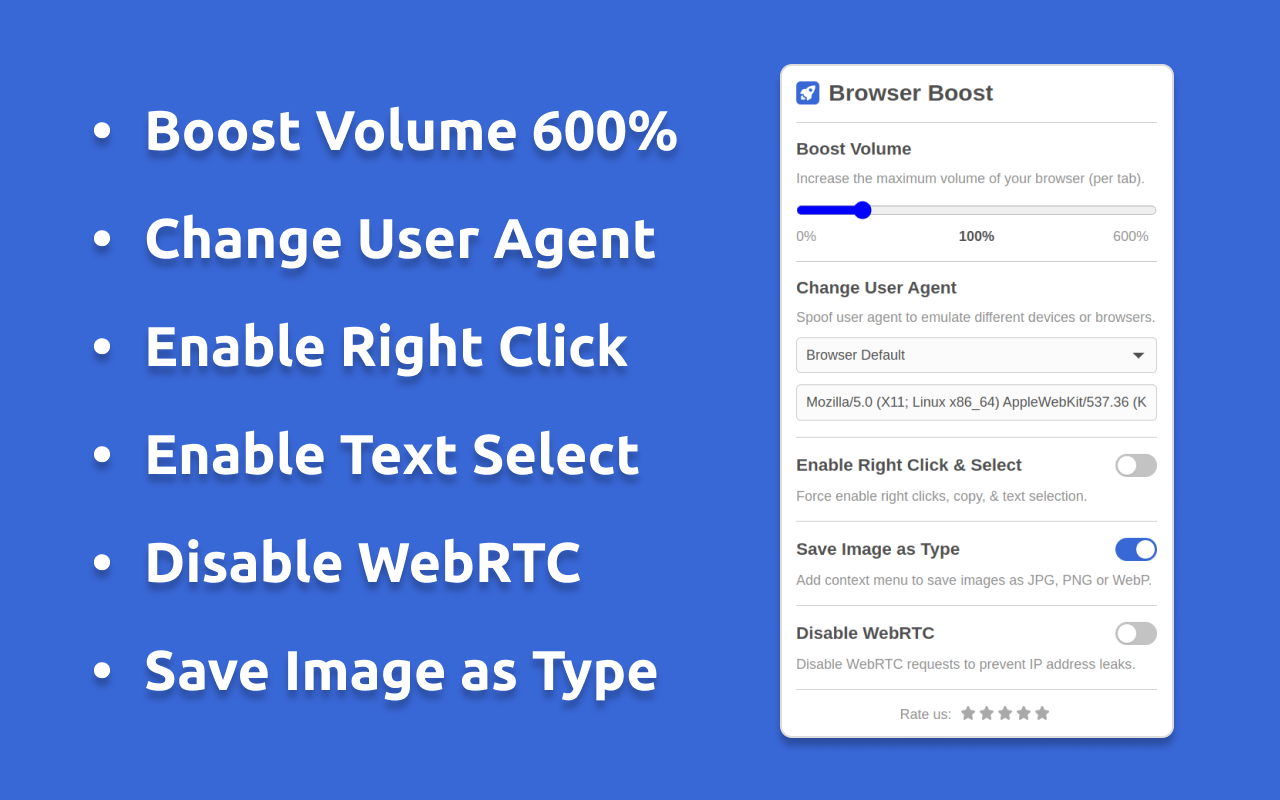 • Boost Volume 600%
• Change User Agent
• Enable Right Click
• Enable Text Select
• Disable WebRTC
• Save Image as Type
Browser Boost
Boost Volume
Increase the maximum volume of your browser (per tab).
0% 100% 600%
Change User Agent
Spoof user agent to emulate different devices or browsers.
Browser Default
Mozilla/5.0 (X11; Linux x86_64) AppleWebKit/537.36 (K
Enable Right Click & Select
Force enable right clicks, copy, & text selection.
Save Image as Type
Add context menu to save images as JPG, PNG or WebP.
Disable WebRTC
Disable WebRTC requests to prevent IP address leaks.
Rate us: